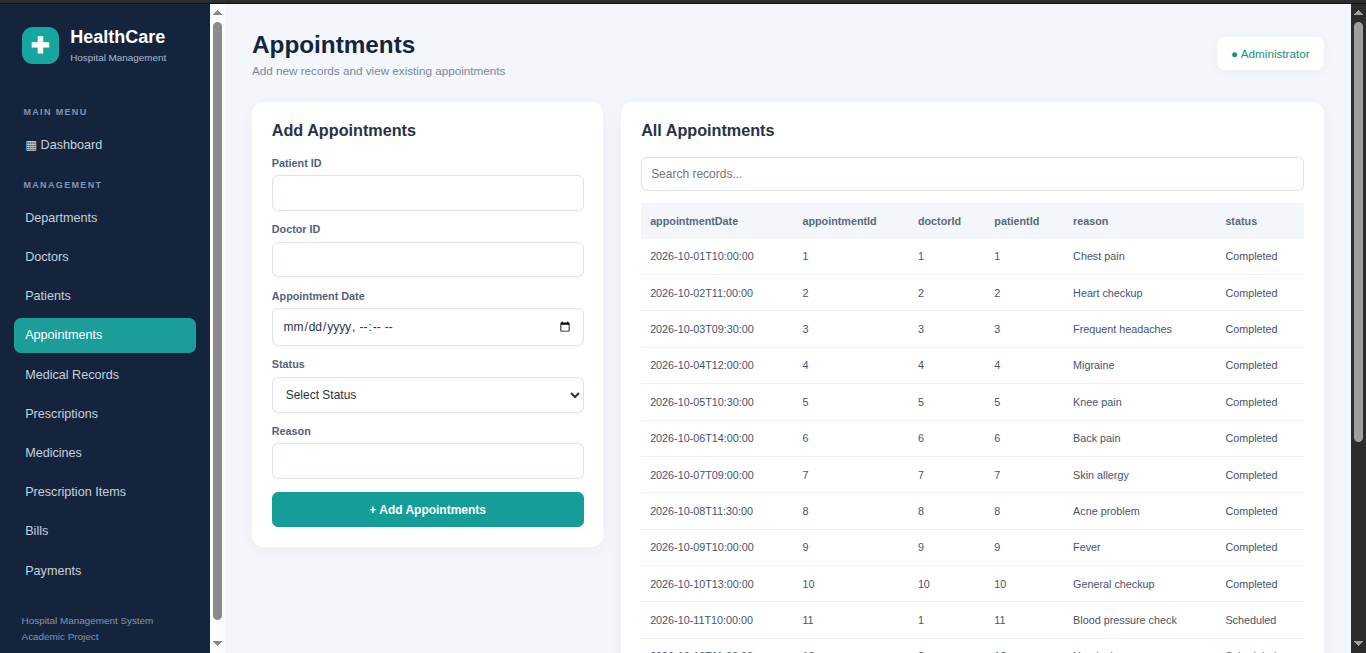 HealthCare
Hospital Management
MAIN MENU
▦ Dashboard
MANAGEMENT
Departments
Doctors
Patients
Appointments
Medical Records
Prescriptions
Medicines
Prescription Items
Bills
Payments
Hospital Management System
Academic Project
Appointments
Add new records and view existing appointments
● Administrator
Add Appointments
Patient ID
Doctor ID
Appointment Date
mm/dd/yyyy, --:-- --
Status
Select Status
Reason
+ Add Appointments
All Appointments
Search records...
appointmentDate appointmentId doctorId patientId reason status
2026-10-01T10:00:00 1 1 1 Chest pain Completed
2026-10-02T11:00:00 2 2 2 Heart checkup Completed
2026-10-03T09:30:00 3 3 3 Frequent headaches Completed
2026-10-04T12:00:00 4 4 4 Migraine Completed
2026-10-05T10:30:00 5 5 5 Knee pain Completed
2026-10-06T14:00:00 6 6 6 Back pain Completed
2026-10-07T09:00:00 7 7 7 Skin allergy Completed
2026-10-08T11:30:00 8 8 8 Acne problem Completed
2026-10-09T10:00:00 9 9 9 Fever Completed
2026-10-10T13:00:00 10 10 10 General checkup Completed
2026-10-11T10:00:00 11 1 11 Blood pressure check Scheduled